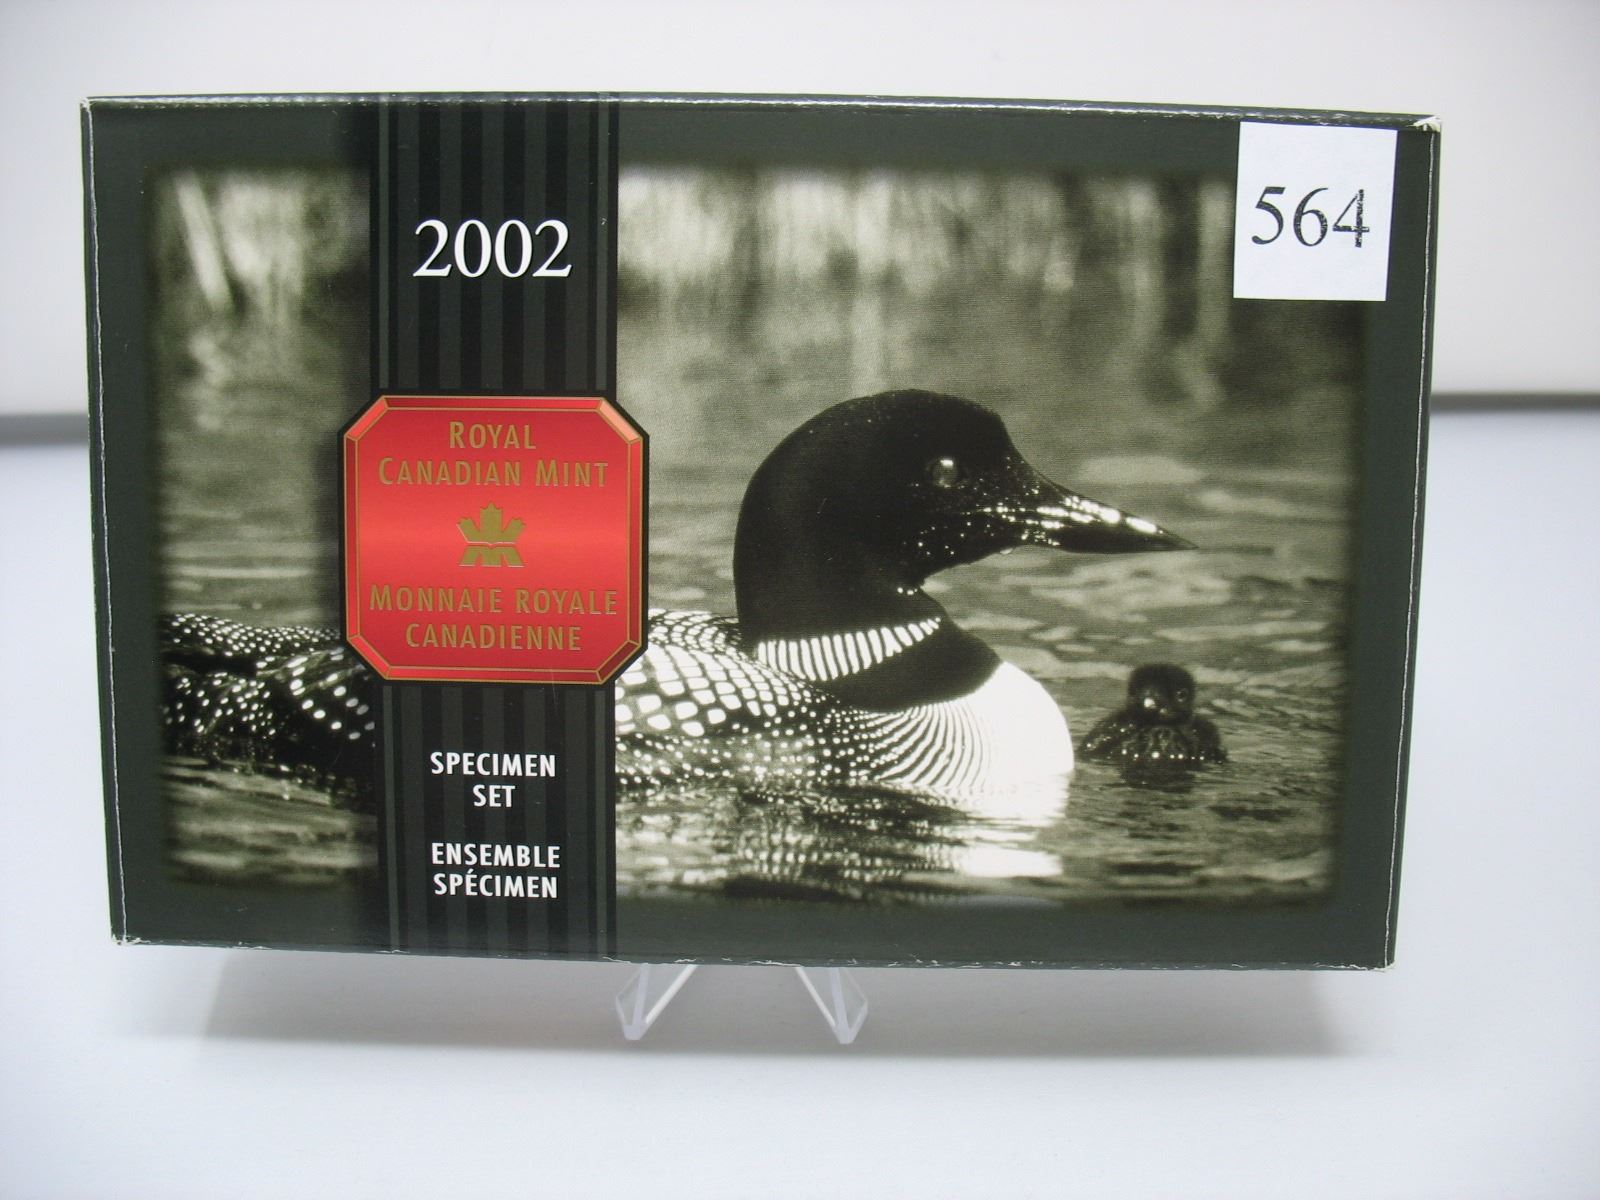 2002
ROYAL
CANADIAN MINT
MONNAIE ROYALE
CANADIENNE
SPECIMEN
SET
ENSEMBLE
SPÉCIMEN
564